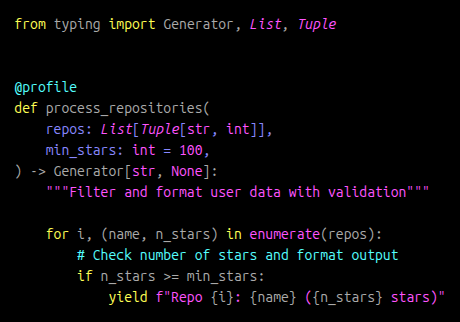 from typing import Generator, List, Tuple
@profile
def process_repositories(
    repos: List[Tuple[str, int]],
    min_stars: int = 100,
) -> Generator[str, None]:
    """Filter and format user data with validation"""
    for i, (name, n_stars) in enumerate(repos):
        # Check number of stars and format output
        if n_stars >= min_stars:
            yield f"Repo {i}: {name} ({n_stars} stars)"